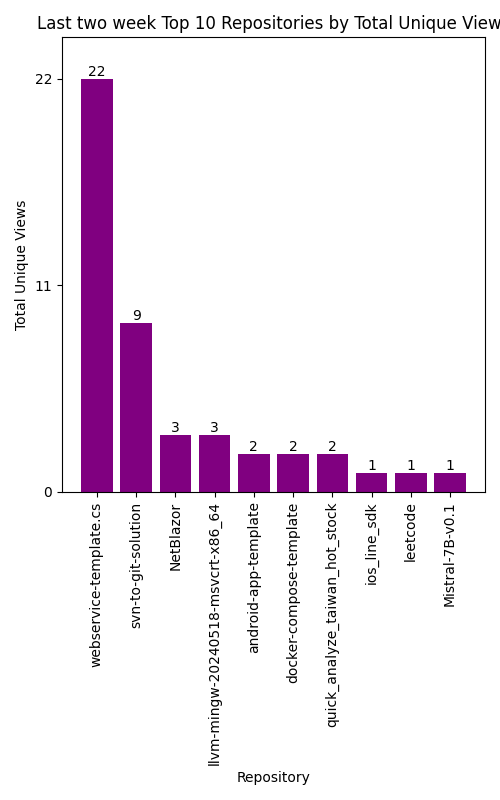 Last two week Top 10 Repositories by Total Unique View
Total Unique Views
22
11
0
22
9
3
3
2
2
2
1
1
1
webservice-template.cs
svn-to-git-solution
NetBlazor
llvm-mingw-20240518-msvcrt-x86_64
android-app-template
docker-compose-template
quick_analyze_taiwan_hot_stock
ios_line_sdk
leetcode
Mistral-7B-v0.1
Repository